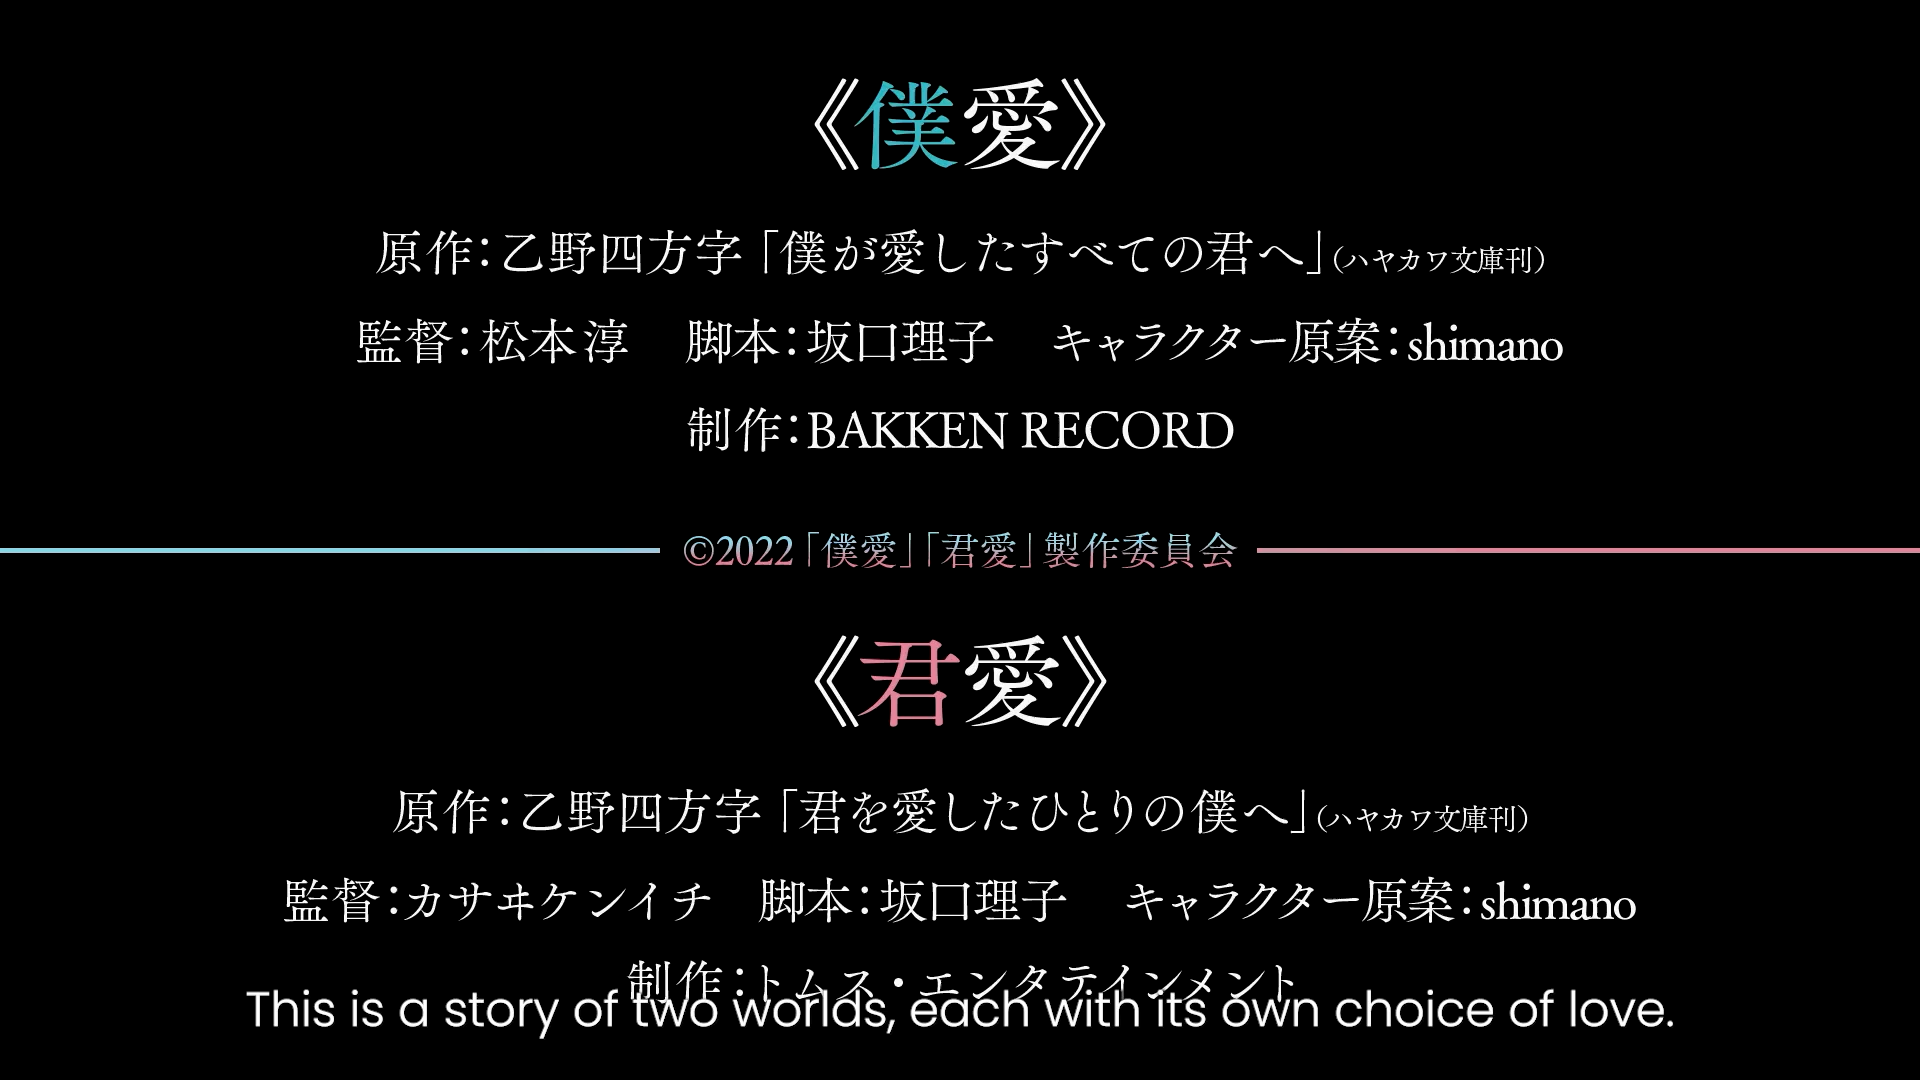 《僕愛》
原作：乙野四方字「僕が愛したすべての君へ」（ハヤカワ文庫刊）
監督：松本淳　脚本：坂口理子　キャラクター原案：shimano
制作：BAKKEN RECORD
©2022「僕愛」「君愛」製作委員会
《君愛》
原作：乙野四方字「君を愛したひとりの僕へ」（ハヤカワ文庫刊）
監督：カサヰケンイチ　脚本：坂口理子　キャラクター原案：shimano
制作：トムス・エンタテインメント
This is a story of two worlds, each with its own choice of love.